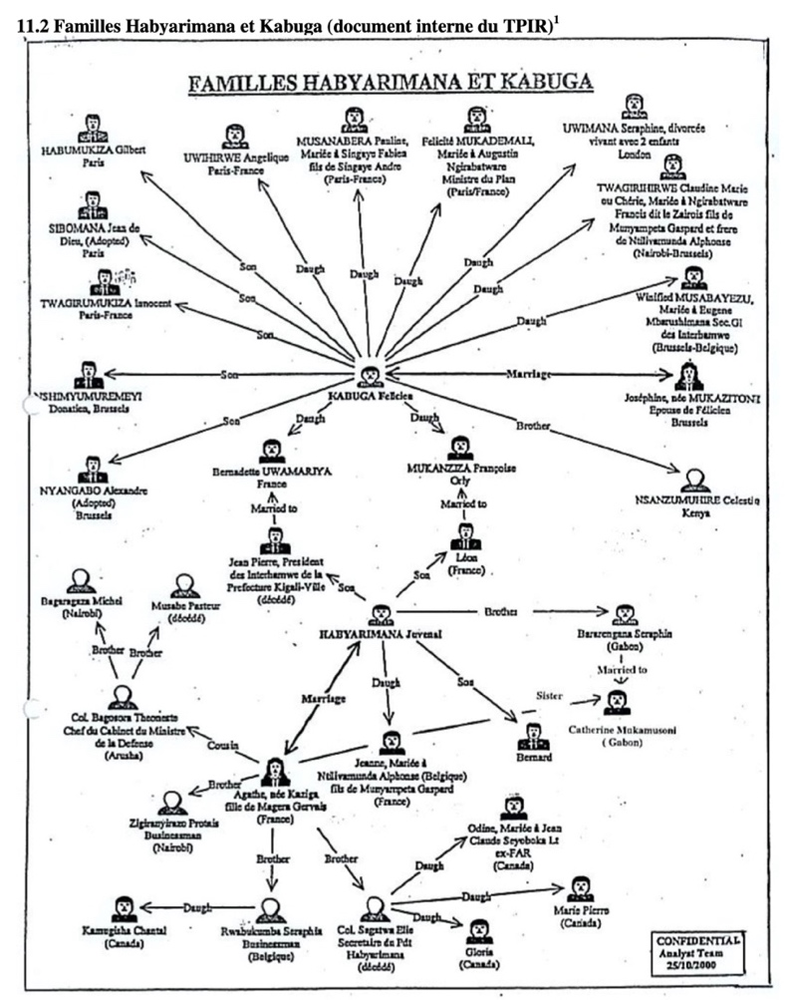 11.2 Familles Habyarimana et Kabuga (document interne du TPIR)1
FAMILLES HABYARIMANA ET KABUGA
HABUMUKIZA Gilbert
Paris
UWIHIRWE Angelique
Paris-France
MUSANABERA Pauline,
Mariée à Singaye Fabien
fils de Singaye Andre
(Paris-France)
Felicité MUKADEMALI,
Mariée à Augustin
Ngirabatware
Ministre du Plan
(Paris/France)
UWIMANA Seraphine, divorcée
vivant avec 2 enfants
London
SIBOMANA Jean de
Dieu, (Adopted)
Paris
TWAGIRIHIRWE Claudine Marie
ou Chérie, Mariée à Ngirabatware
Francis dit le Zairois fils de
Munyampeta Gaspard et frere
de Ntilivamunda Alphonse
(Nairobi-Brussels)
TWAGIRUMUKIZA Innocent
Paris-France
Winifled MUSABAYEZU,
Mariée à Eugene
Mbarushimana Sec.Gl
des Interhamwe
(Brussels-Belgique)
Son
Daugh
Daugh
Daugh
Daugh
Daugh
Son
Son
Daugh
Son
Marriage
NSHIMYUMUREMEYI
Donatien, Brussels
KABUGA Felicien
Joséphine, née MUKAZITONI
Epouse de Félicien
Brussels
Son
Daugh
Daugh
Brother
NYANGABO Alexandre
(Adopted)
Brussels
Bernadette UWAMARIYA
France
MUKANZIZA Françoise
Orly
NSANZUMUHIRE Celestin
Kenya
Married to
Married to
Jean Pierre, President
des Interhamwe de la
Prefecture Kigali-Ville
(décédé)
Léon
(France)
Son
Son
Bagaragaza Michel
(Nairobi)
Musabe Pasteur
(décédé)
HABYARIMANA Juvenal
Brother
Bararengana Seraphin
(Gabon)
Brother
Brother
Married to
Marriage
Daugh
Son
Sister
Col. Bagosora Theoneste
Chef du Cabinet du Ministre
de la Defense
(Arusha)
Cousin
Catherine Mukamusoni
(Gabon)
Bernard
Jeanne, Mariée à
Ntilivamunda Alphonse (Belgique)
fils de Munyampeta Gaspard
(France)
Brother
Agathe, née Kaziga
fille de Magera Gervais
(France)
Zigiranyirazo Protais
Businessman
(Nairobi)
Brother
Brother
Odine, Mariée à Jean
Claude Seyoboka Lt
ex-FAR
(Canada)
Daugh
Daugh
Daugh
Daugh
Kamugisha Chantal
(Canada)
Rwabukumba Seraphin
Businessman
(Belgique)
Col. Sagatwa Elie
Secretaire du Pdt
Habyarimana
(décédé)
Gloria
(Canada)
Marie Pierre
(Canada)
CONFIDENTIAL
Analyst Team
25/10/2000